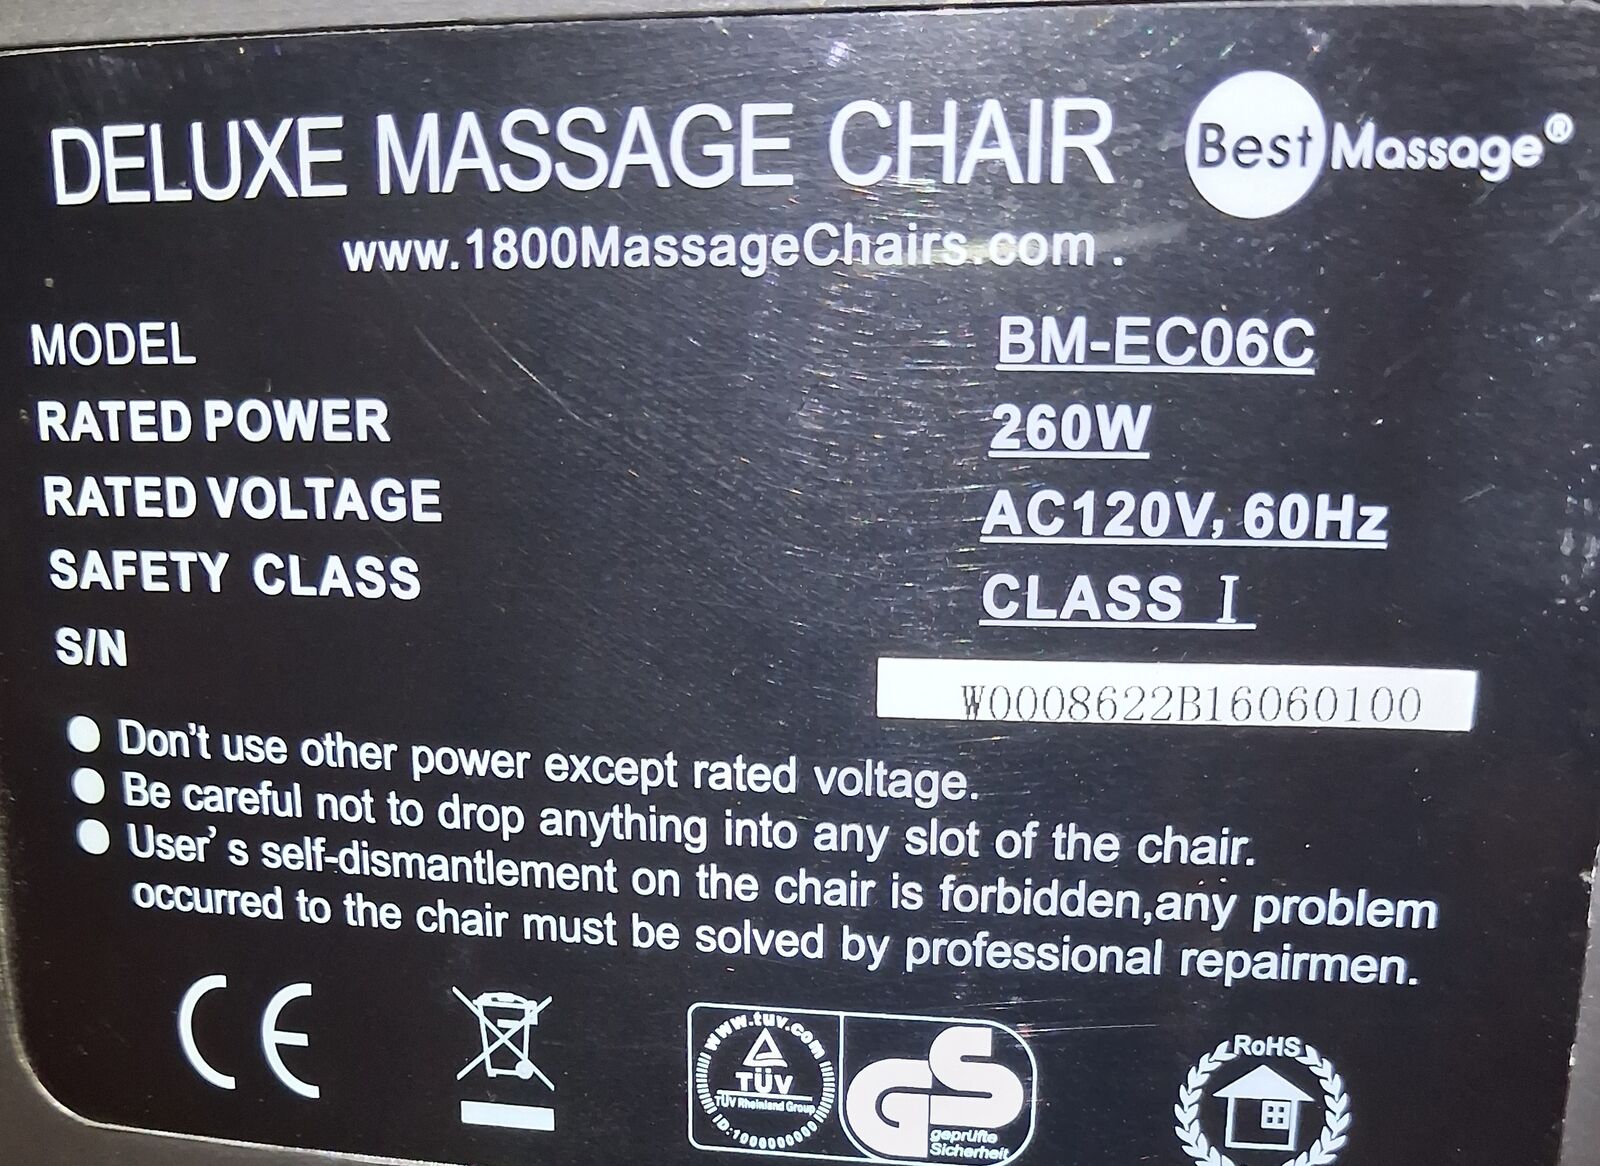 DELUXE MASSAGE CHAIR Best Massage®
www.1800MassageChairs.com .
MODEL BM-EC06C
RATED POWER 260W
RATED VOLTAGE AC120V, 60Hz
SAFETY CLASS CLASS I
S/N W0008622B16060100
● Don't use other power except rated voltage.
● Be careful not to drop anything into any slot of the chair.
● User's self-dismantlement on the chair is forbidden,any problem
occurred to the chair must be solved by professional repairmen.
CE
www.tuv.com
TÜV
TÜV Rheinland Group
ID:1000000000
GS
geprüfte
Sicherheit
RoHS